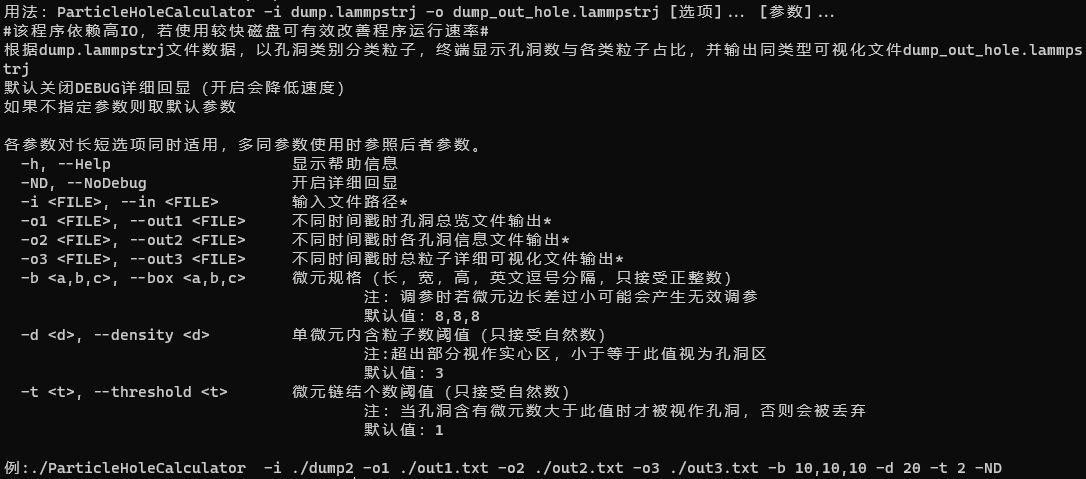 用法: ParticleHoleCalculator -i dump.lammpstrj -o dump_out_hole.lammpstrj [选项]... [参数]...
#该程序依赖高IO，若使用较快磁盘可有效改善程序运行速率#
根据dump.lammpstrj文件数据，以孔洞类别分类粒子，终端显示孔洞数与各类粒子占比，并输出同类型可视化文件dump_out_hole.lammps
trj
默认关闭DEBUG详细回显（开启会降低速度）
如果不指定参数则取默认参数
各参数对长短选项同时适用，多同参数使用时参照后者参数。
-h, --Help 显示帮助信息
-ND, --NoDebug 开启详细回显
-i <FILE>, --in <FILE> 输入文件路径*
-o1 <FILE>, --out1 <FILE> 不同时间戳时孔洞总览文件输出*
-o2 <FILE>, --out2 <FILE> 不同时间戳时各孔洞信息文件输出*
-o3 <FILE>, --out3 <FILE> 不同时间戳时总粒子详细可视化文件输出*
-b <a,b,c>, --box <a,b,c> 微元规格（长，宽，高，英文逗号分隔，只接受正整数）
注: 调参时若微元边长差过小可能会产生无效调参
默认值: 8,8,8
-d <d>, --density <d> 单微元内含粒子数阈值（只接受自然数）
注:超出部分视作实心区，小于等于此值视为孔洞区
默认值: 3
-t <t>, --threshold <t> 微元链结个数阈值（只接受自然数）
注: 当孔洞含有微元数大于此值时才被视作孔洞，否则会被丢弃
默认值: 1
例:./ParticleHoleCalculator -i ./dump2 -o1 ./out1.txt -o2 ./out2.txt -o3 ./out3.txt -b 10,10,10 -d 20 -t 2 -ND